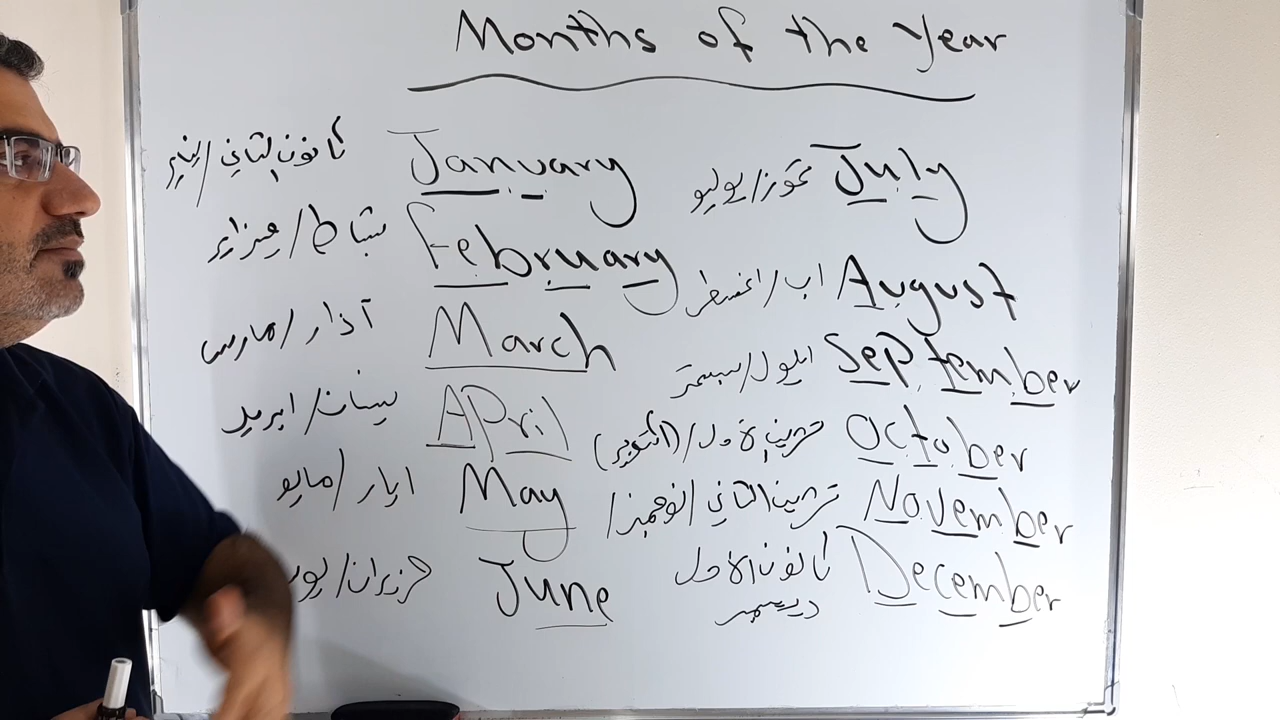 Months of the Year
January كانون الثاني / يناير
February شباط / فبراير
March آذار / مارس
April نيسان / ابريل
May ايار / مايو
June حزيران /
July تموز / يوليو
August اب /
September ايلول / سبتمبر
October تشرين الاول / (اكتوبر)
November تشرين الثاني / نوفمبر /
December كانون الاول
ديسمبر